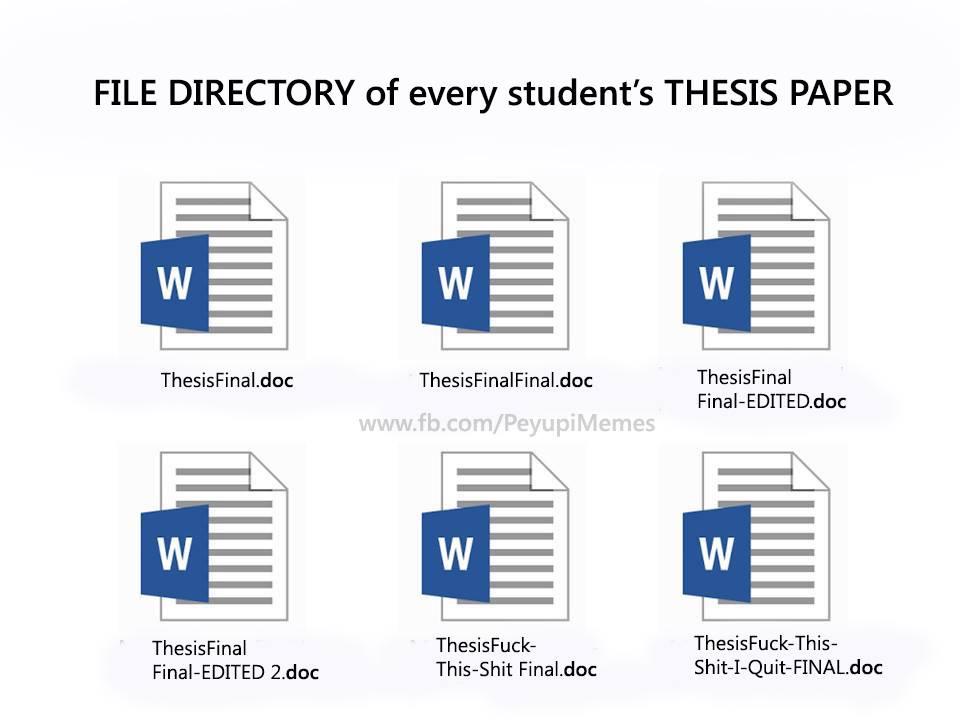 FILE DIRECTORY of every student's THESIS PAPER
W
W
W
ThesisFinal.doc
ThesisFinalFinal.doc
ThesisFinal
Final-EDITED.doc
www.fb.com/PeyupiMemes
W
W
W
ThesisFinal
Final-EDITED 2.doc
ThesisFuck-
This-Shit Final.doc
ThesisFuck-This-
Shit-I-Quit-FINAL.doc